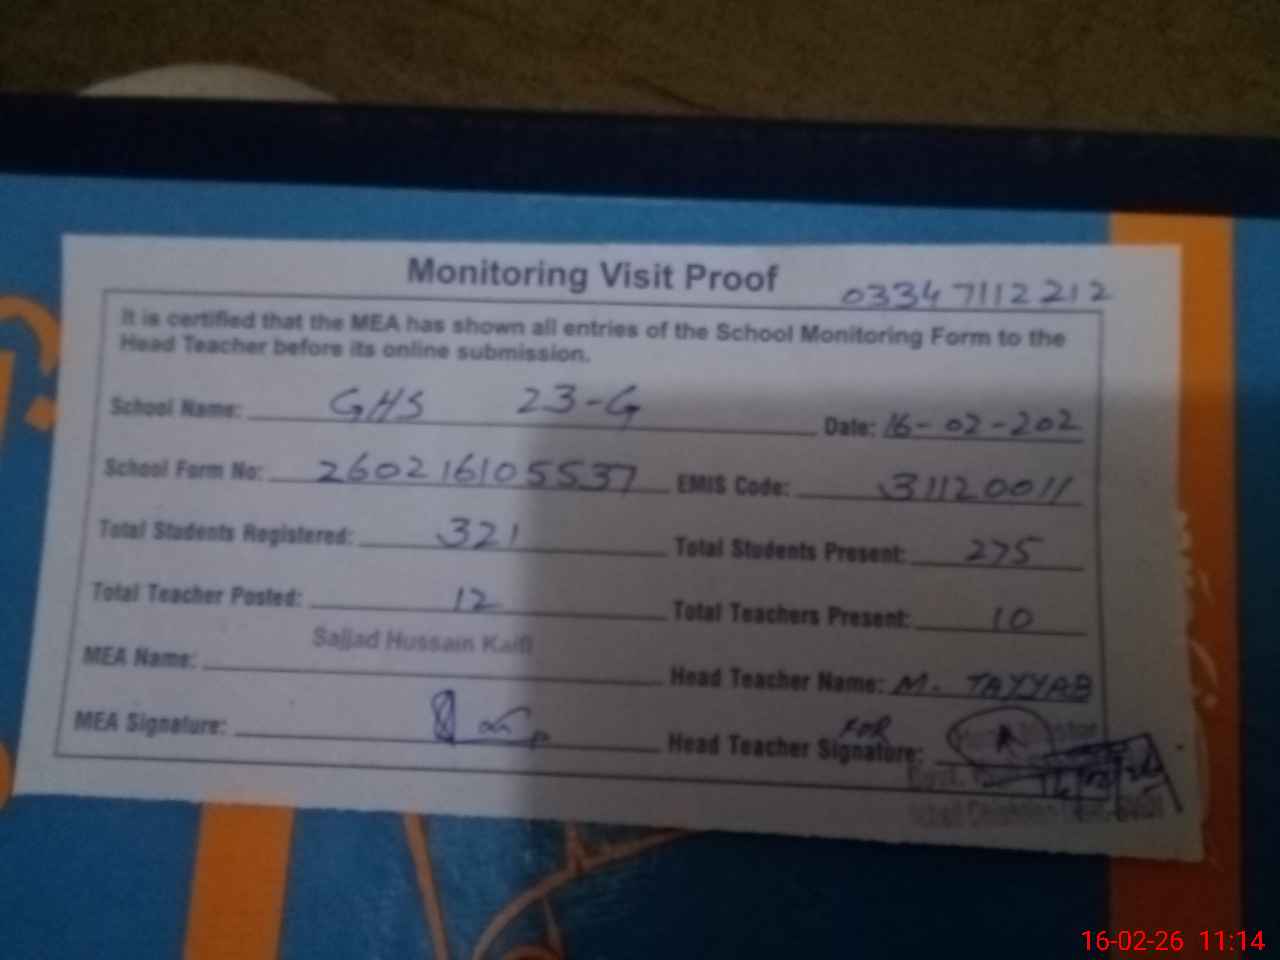 Monitoring Visit Proof
03347112212
It is certified that the MEA has shown all entries of the School Monitoring Form to the
Head Teacher before its online submission.
School Name: GHS 23-G Date: 16-02-202
School Form No: 260216105537 EMIS Code: 31120011
Total Students Registered: 321 Total Students Present: 275
Total Teacher Posted: 12 Total Teachers Present: 10
Sajjad Hussain Kaifi
MEA Name: Head Teacher Name: M. TAYYAB
MEA Signature: Head Teacher Signature: FOR
16-02-26 11:14